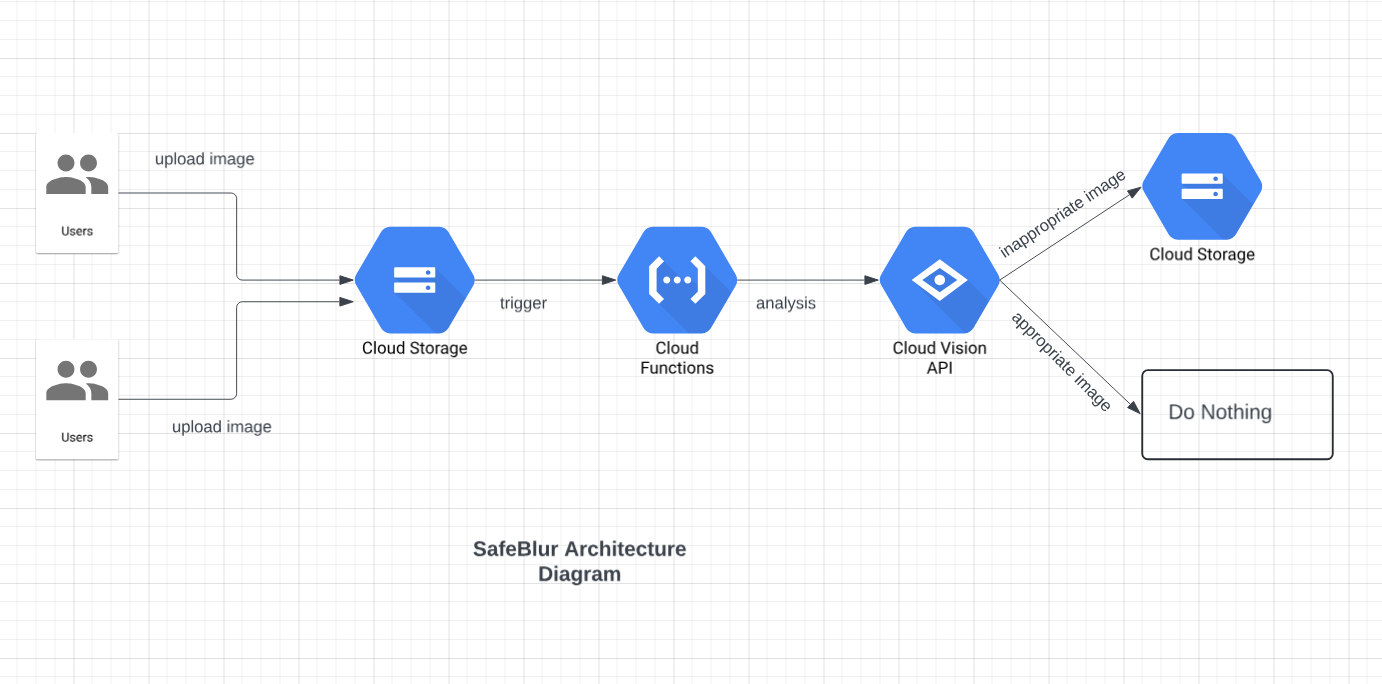 upload image
Users
inappropriate image
Cloud Storage
trigger
analysis
Cloud Storage
Cloud
Functions
Cloud Vision
API
appropriate image
Do Nothing
upload image
Users
SafeBlur Architecture
Diagram